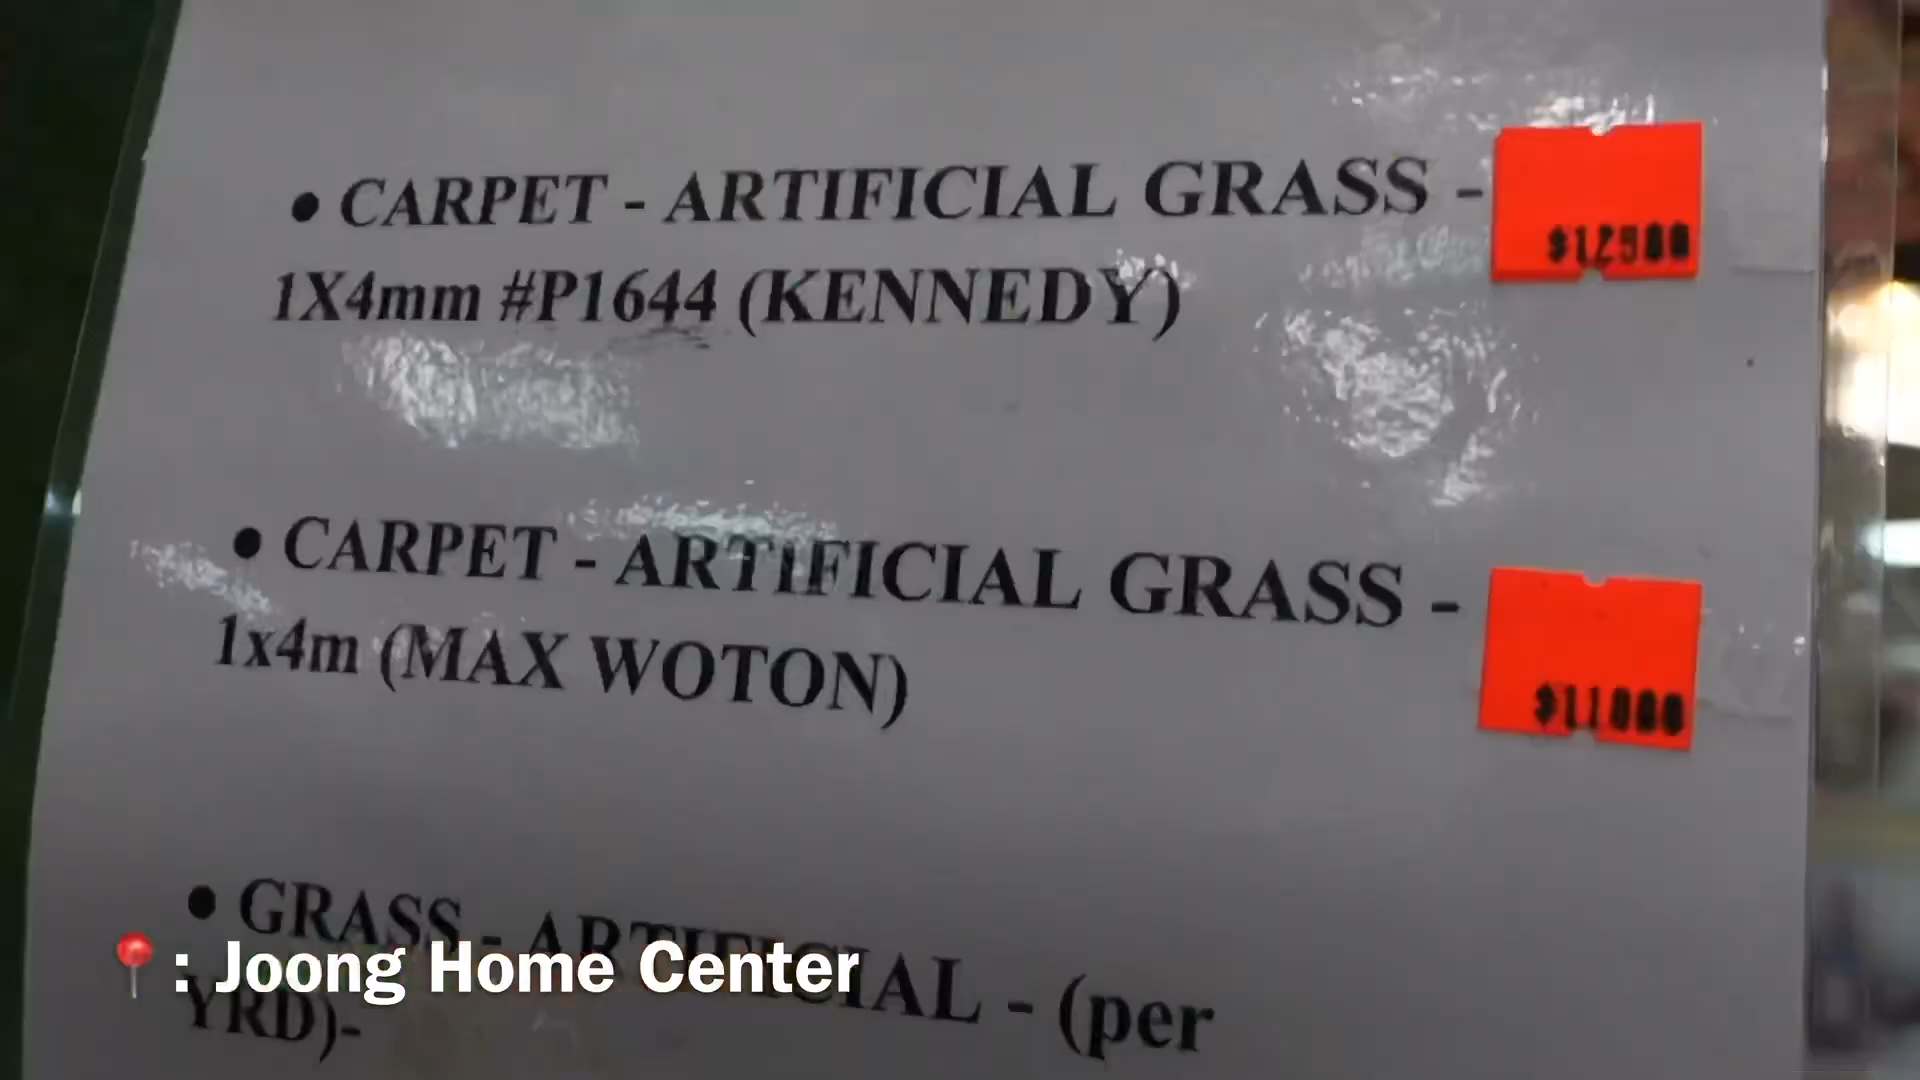 • CARPET - ARTIFICIAL GRASS -
$12500
1X4mm #P1644 (KENNEDY)
• CARPET - ARTIFICIAL GRASS -
1x4m (MAX WOTON)
$11000
• GRASS - ARTIFICIAL - (per
YRD)-
📍: Joong Home Center